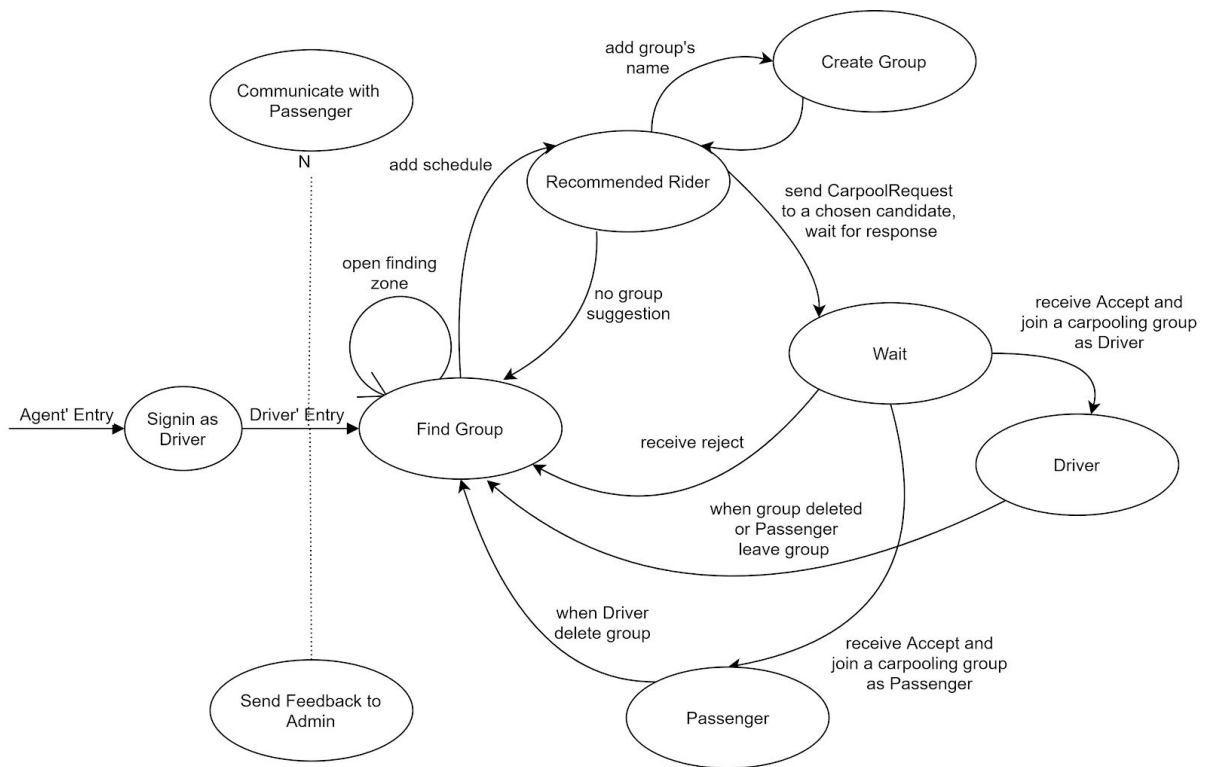 add group's
name
Create Group
Communicate with
Passenger
N
add schedule
Recommended Rider
send CarpoolRequest
to a chosen candidate,
wait for response
open finding
zone
no group
suggestion
receive Accept and
join a carpooling group
as Driver
Wait
Agent' Entry
Signin as
Driver
Driver' Entry
Find Group
receive reject
Driver
when group deleted
or Passenger
leave group
when Driver
delete group
receive Accept and
join a carpooling group
as Passenger
Send Feedback to
Admin
Passenger